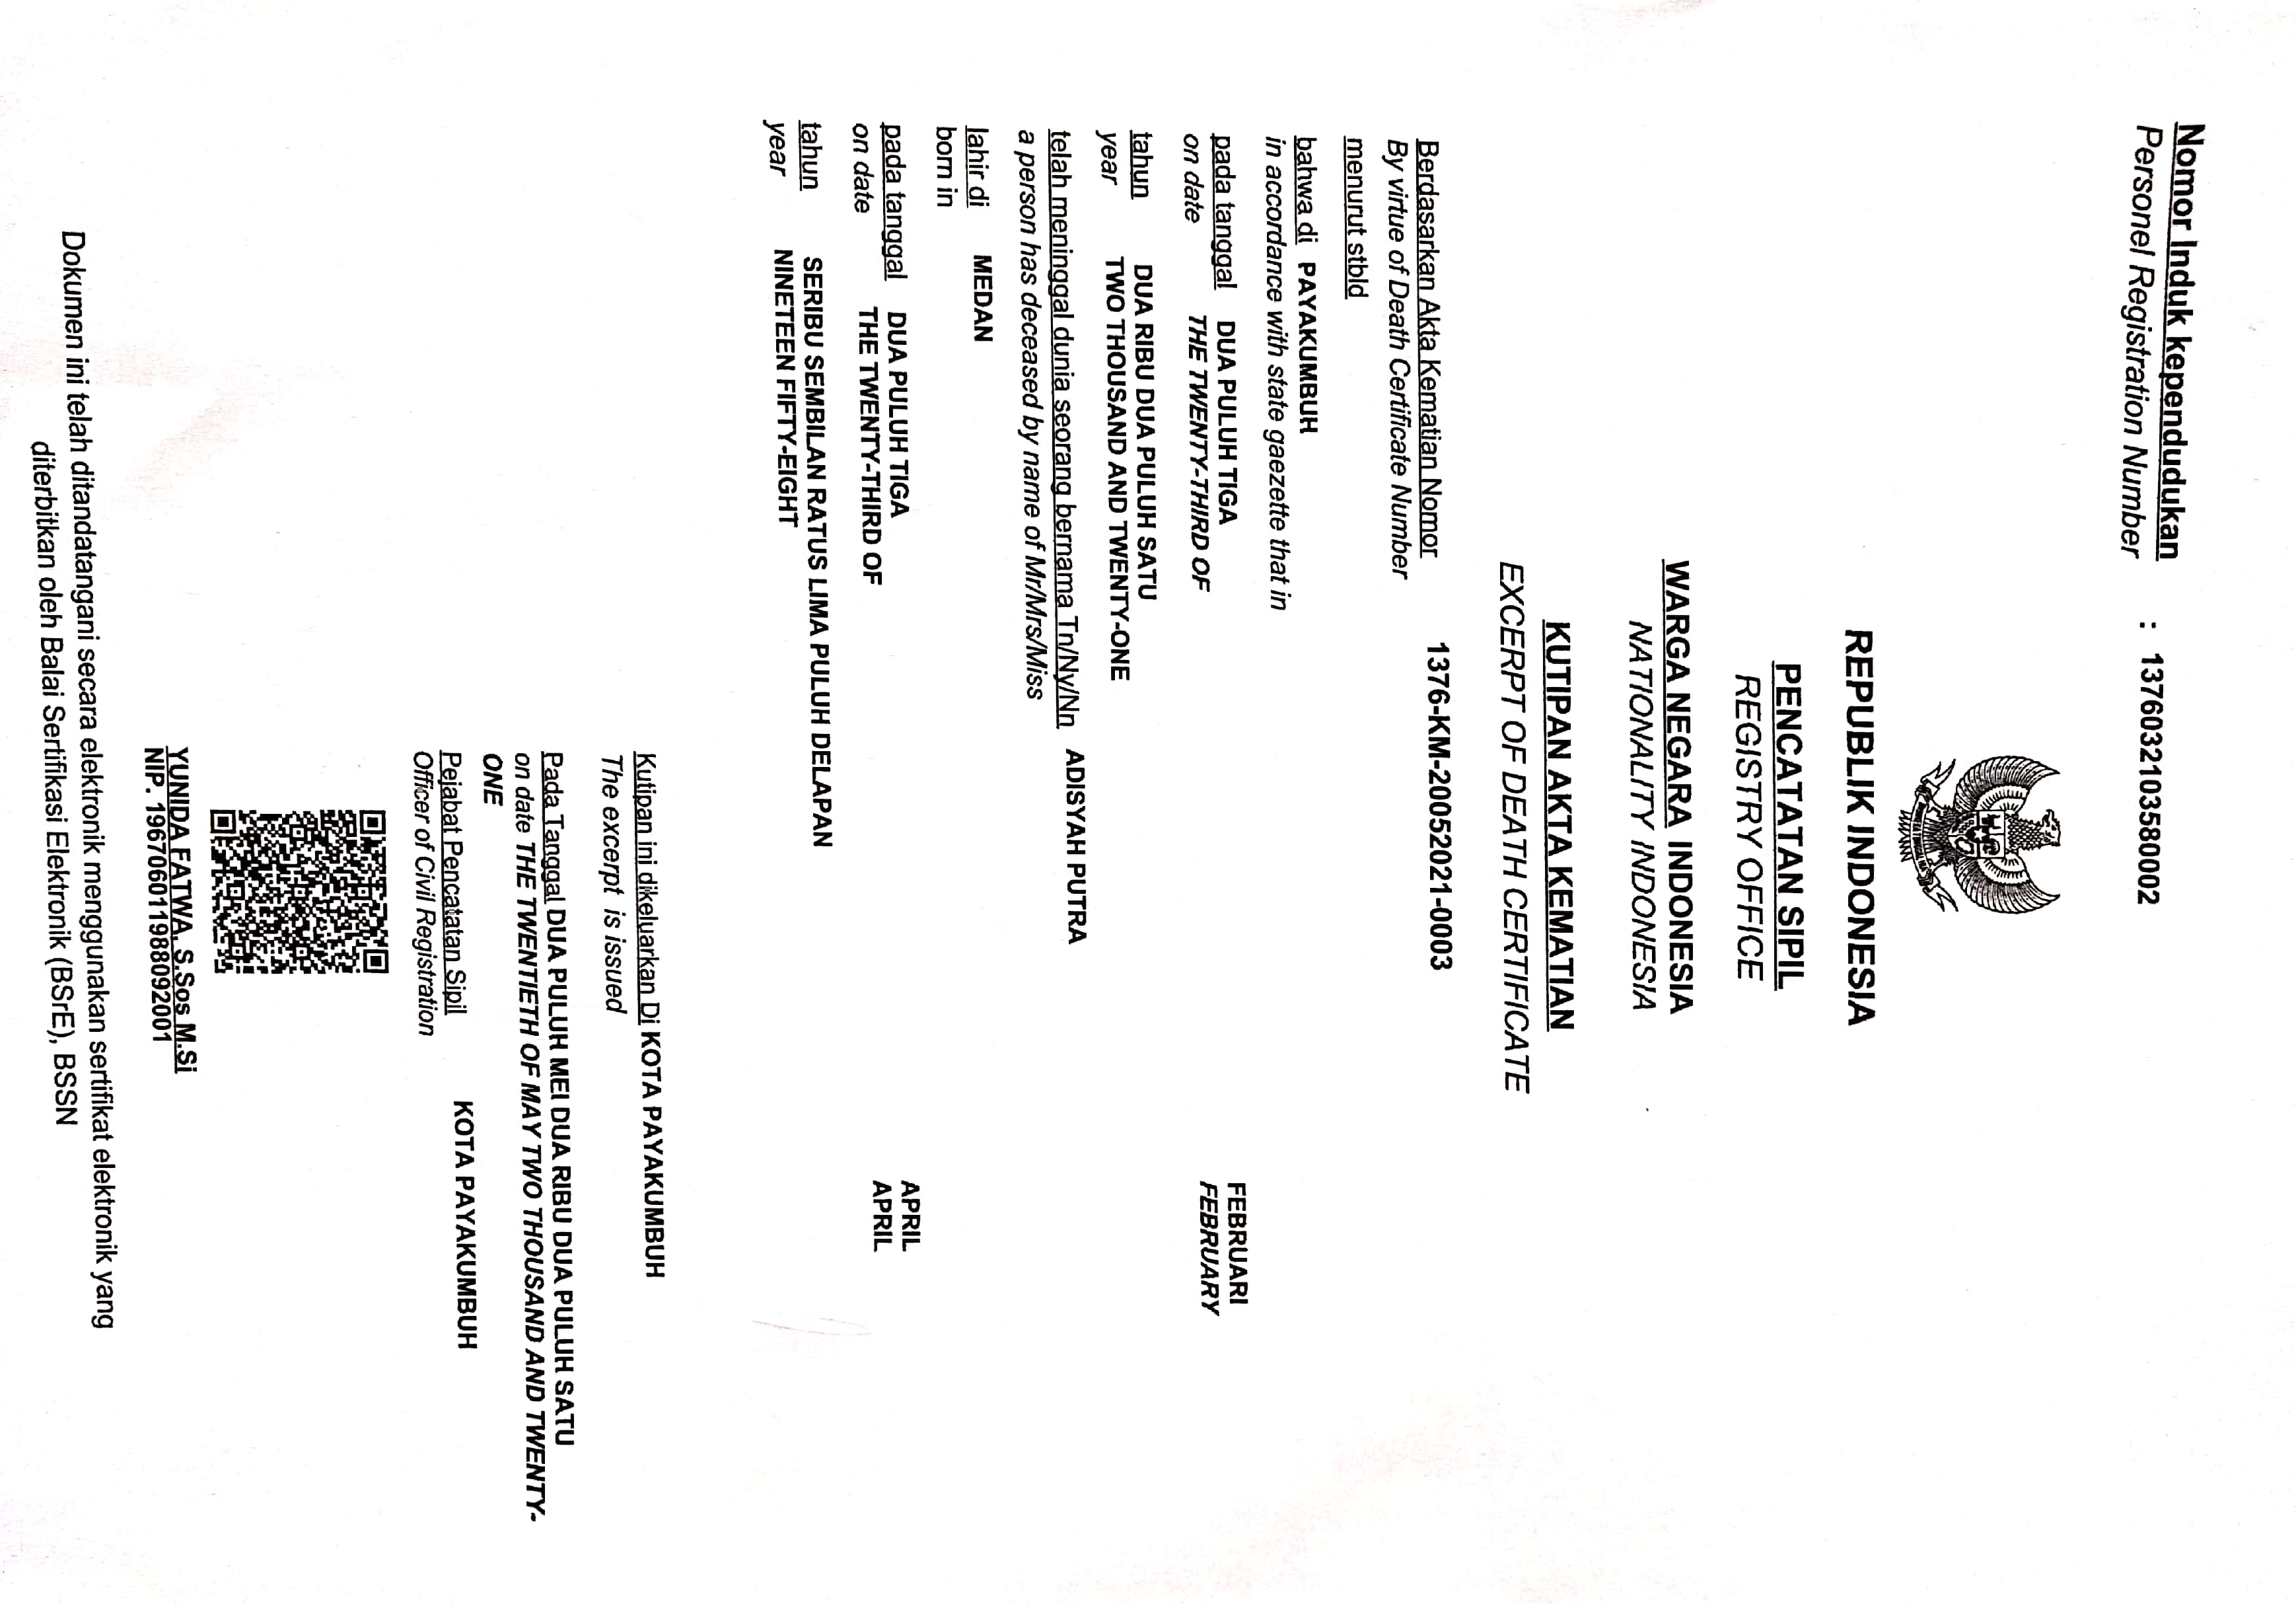 Nomor Induk kependudukan : 1376032103580002
Personel Registration Number
REPUBLIK INDONESIA
PENCATATAN SIPIL
REGISTRY OFFICE
WARGA NEGARA INDONESIA
NATIONALITY INDONESIA
KUTIPAN AKTA KEMATIAN
EXCERPT OF DEATH CERTIFICATE
Berdasarkan Akta Kematian Nomor 1376-KM-20052021-0003
By virtue of Death Certificate Number
menurut stbld
bahwa di PAYAKUMBUH
in accordance with state gaezette that in
pada tanggal DUA PULUH TIGA FEBRUARI
on date THE TWENTY-THIRD OF FEBRUARY
tahun DUA RIBU DUA PULUH SATU
year TWO THOUSAND AND TWENTY-ONE
telah meninggal dunia seorang bernama Tn/Ny/Nn ADISYAH PUTRA
a person has deceased by name of Mr/Mrs/Miss
lahir di MEDAN
born in
pada tanggal DUA PULUH TIGA APRIL
on date THE TWENTY-THIRD OF APRIL
tahun SERIBU SEMBILAN RATUS LIMA PULUH DELAPAN
year NINETEEN FIFTY-EIGHT
Kutipan ini dikeluarkan Di KOTA PAYAKUMBUH
The excerpt is issued
Pada Tanggal DUA PULUH MEI DUA RIBU DUA PULUH SATU
on date THE TWENTIETH OF MAY TWO THOUSAND AND TWENTY-
ONE
Pejabat Pencatatan Sipil KOTA PAYAKUMBUH
Officer of Civil Registration
YUNIDA FATWA, S.Sos M.Si
NIP. 196706011988092001
Dokumen ini telah ditandatangani secara elektronik menggunakan sertifikat elektronik yang
diterbitkan oleh Balai Sertifikasi Elektronik (BSrE), BSSN